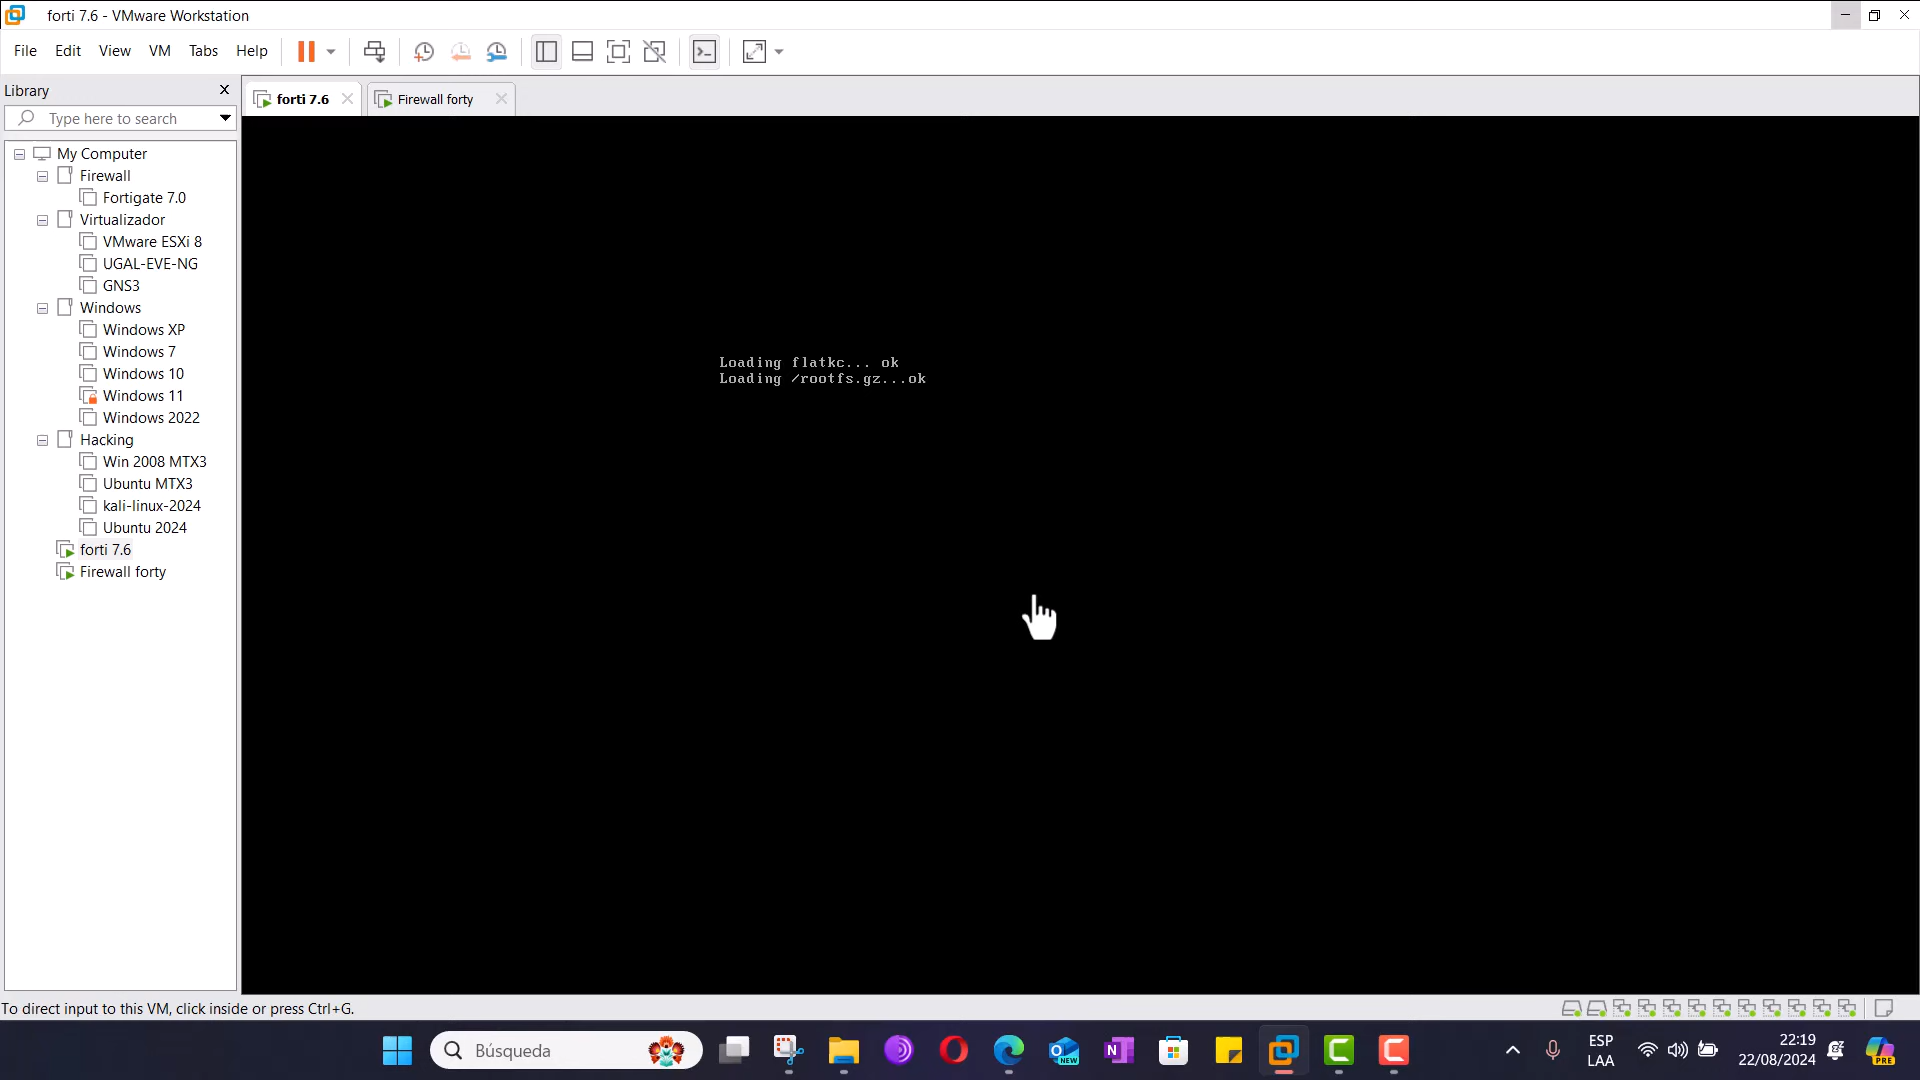 forti 7.6 - VMware Workstation
File Edit View VM Tabs Help
Library X
forti 7.6
Firewall forty
Type here to search
My Computer
Firewall
Fortigate 7.0
Virtualizador
VMware ESXi 8
UGAL-EVE-NG
GNS3
Windows
Windows XP
Windows 7
Windows 10
Windows 11
Windows 2022
Hacking
Win 2008 MTX3
Ubuntu MTX3
kali-linux-2024
Ubuntu 2024
forti 7.6
Firewall forty
Loading flatkc... ok
Loading /rootfs.gz...ok
To direct input to this VM, click inside or press Ctrl+G.
Búsqueda
NEW
N
ESP
LAA
22:19
22/08/2024
PRE